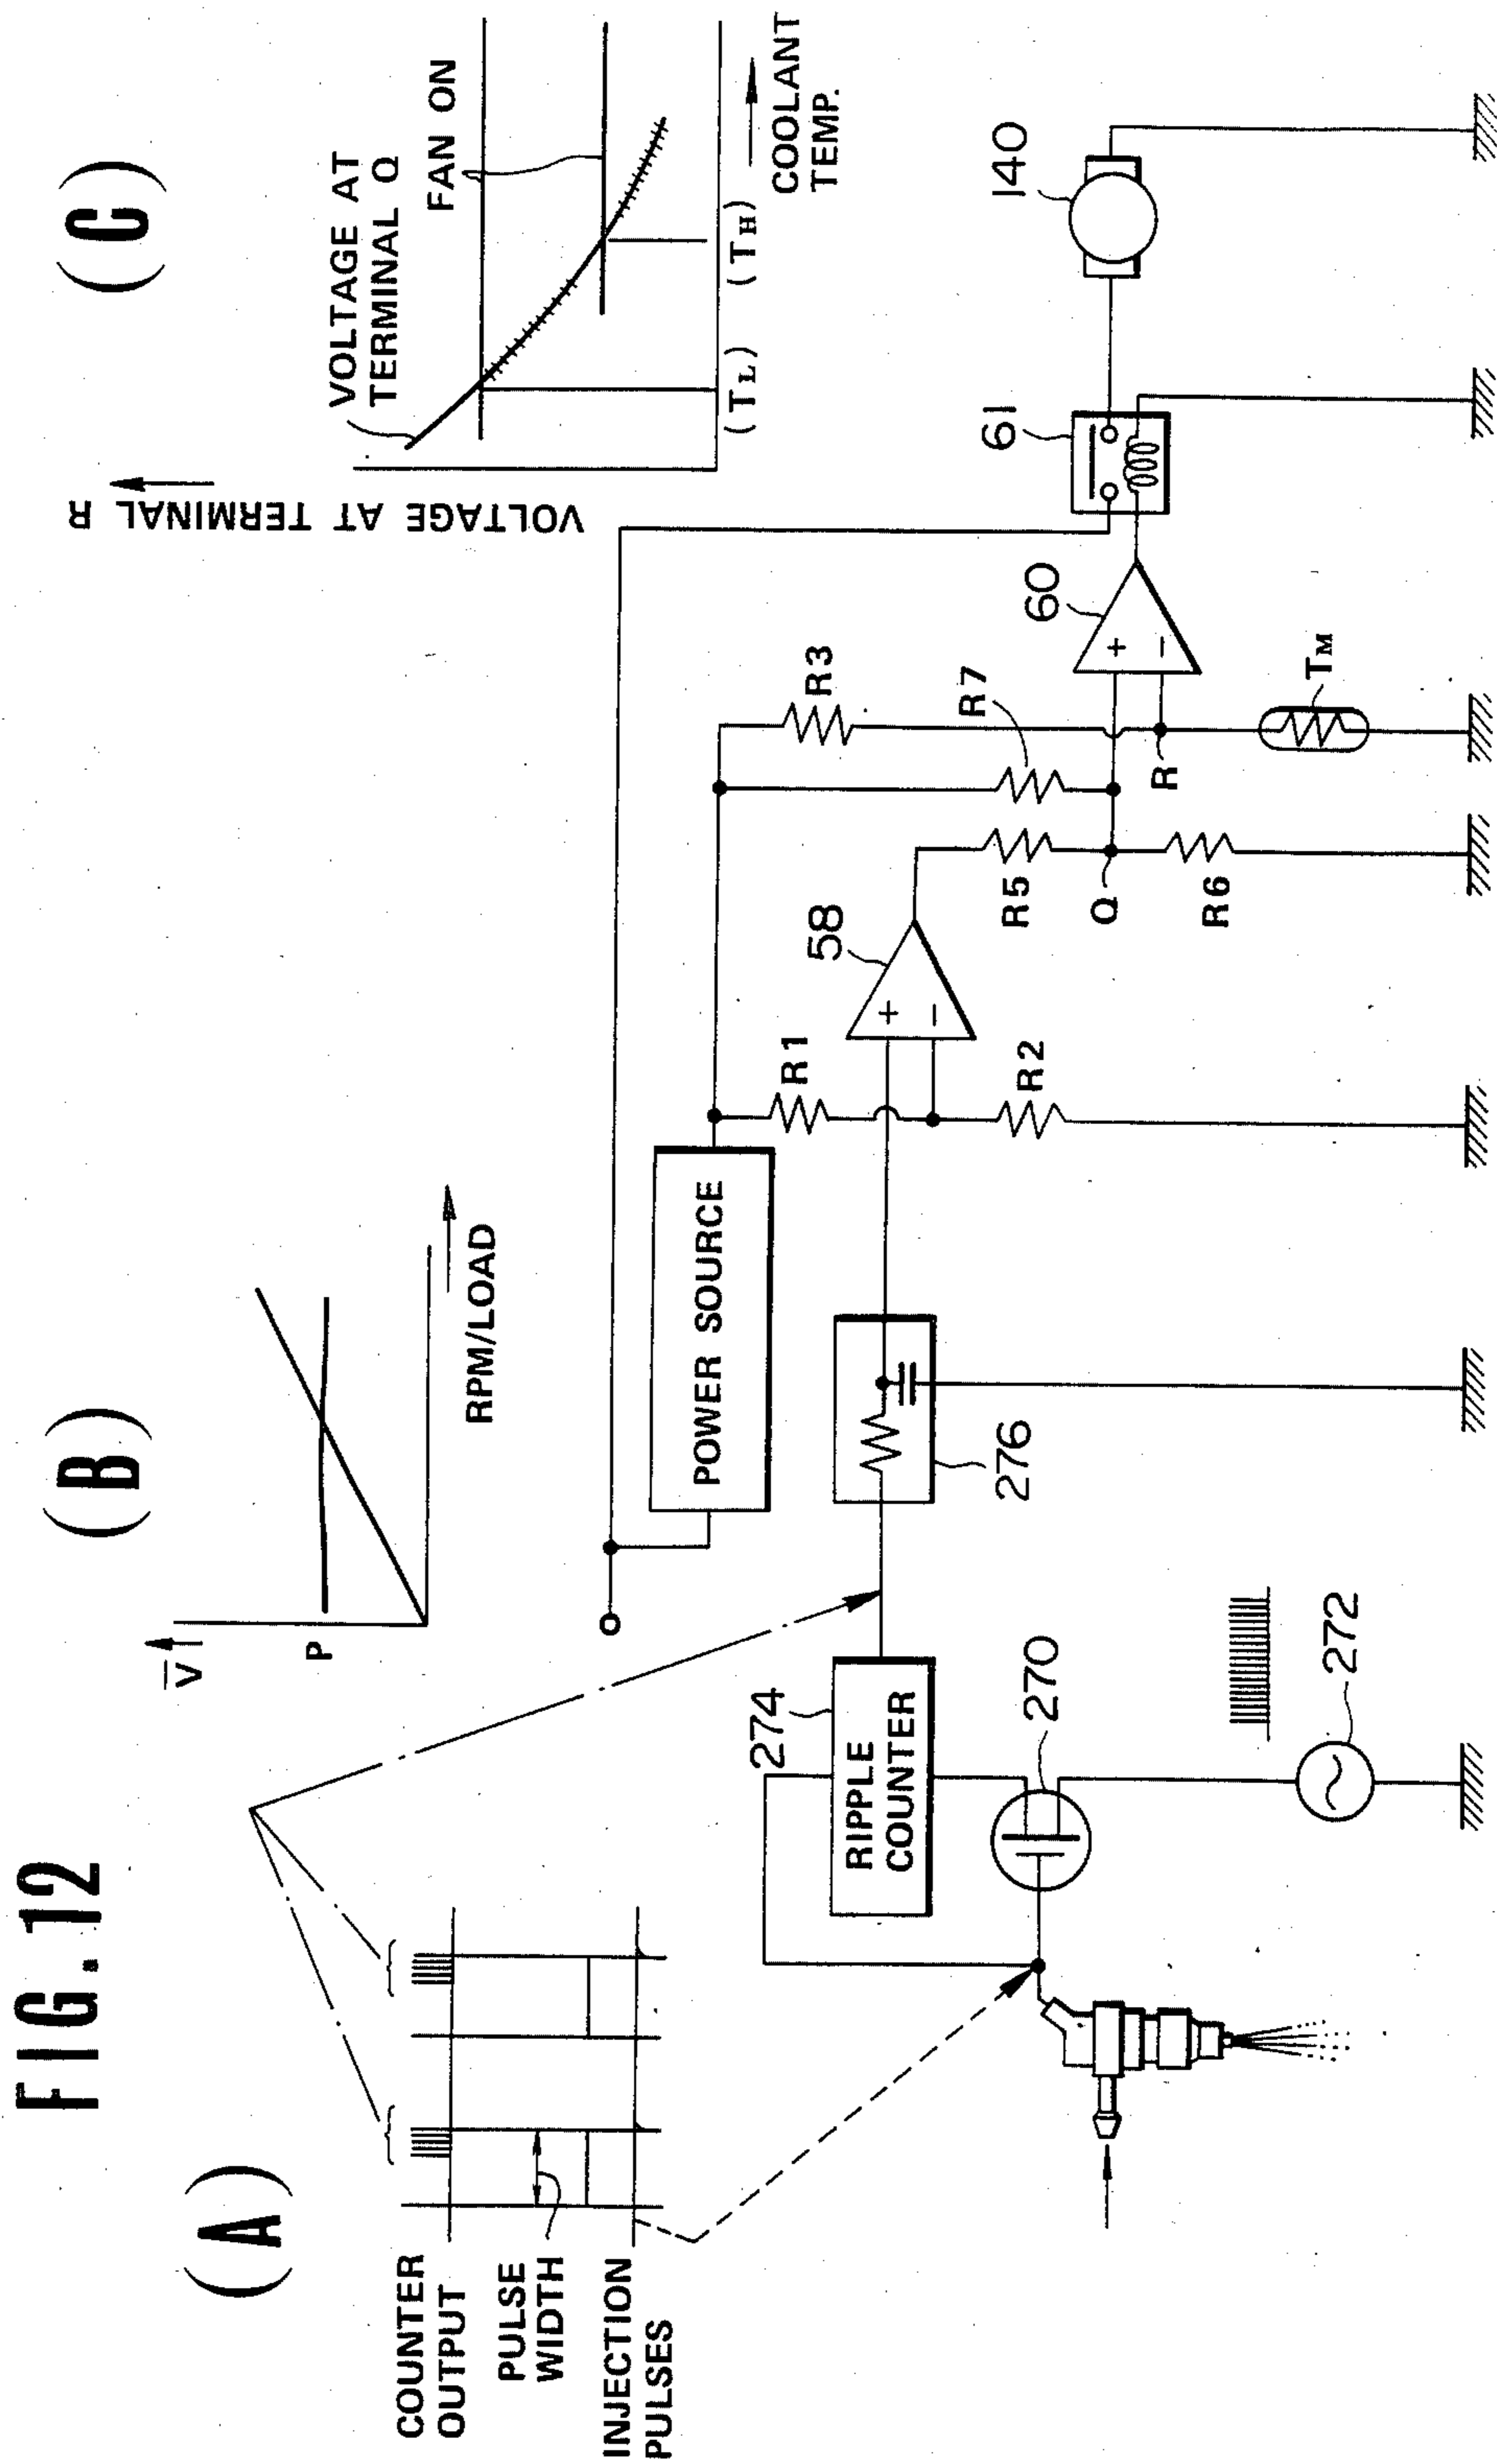 FIG.12
(A)
COUNTER
OUTPUT
PULSE
WIDTH
INJECTION
PULSES
(B)
V
P
RPM/LOAD
(C)
VOLTAGE AT TERMINAL R
VOLTAGE AT
TERMINAL Q
FAN ON
(TL)
(TH)
COOLANT
TEMP.
POWER SOURCE
274
RIPPLE
COUNTER
270
272
276
R1
R2
58
+
−
R5
Q
R6
R7
R3
R
TM
60
+
−
61
140